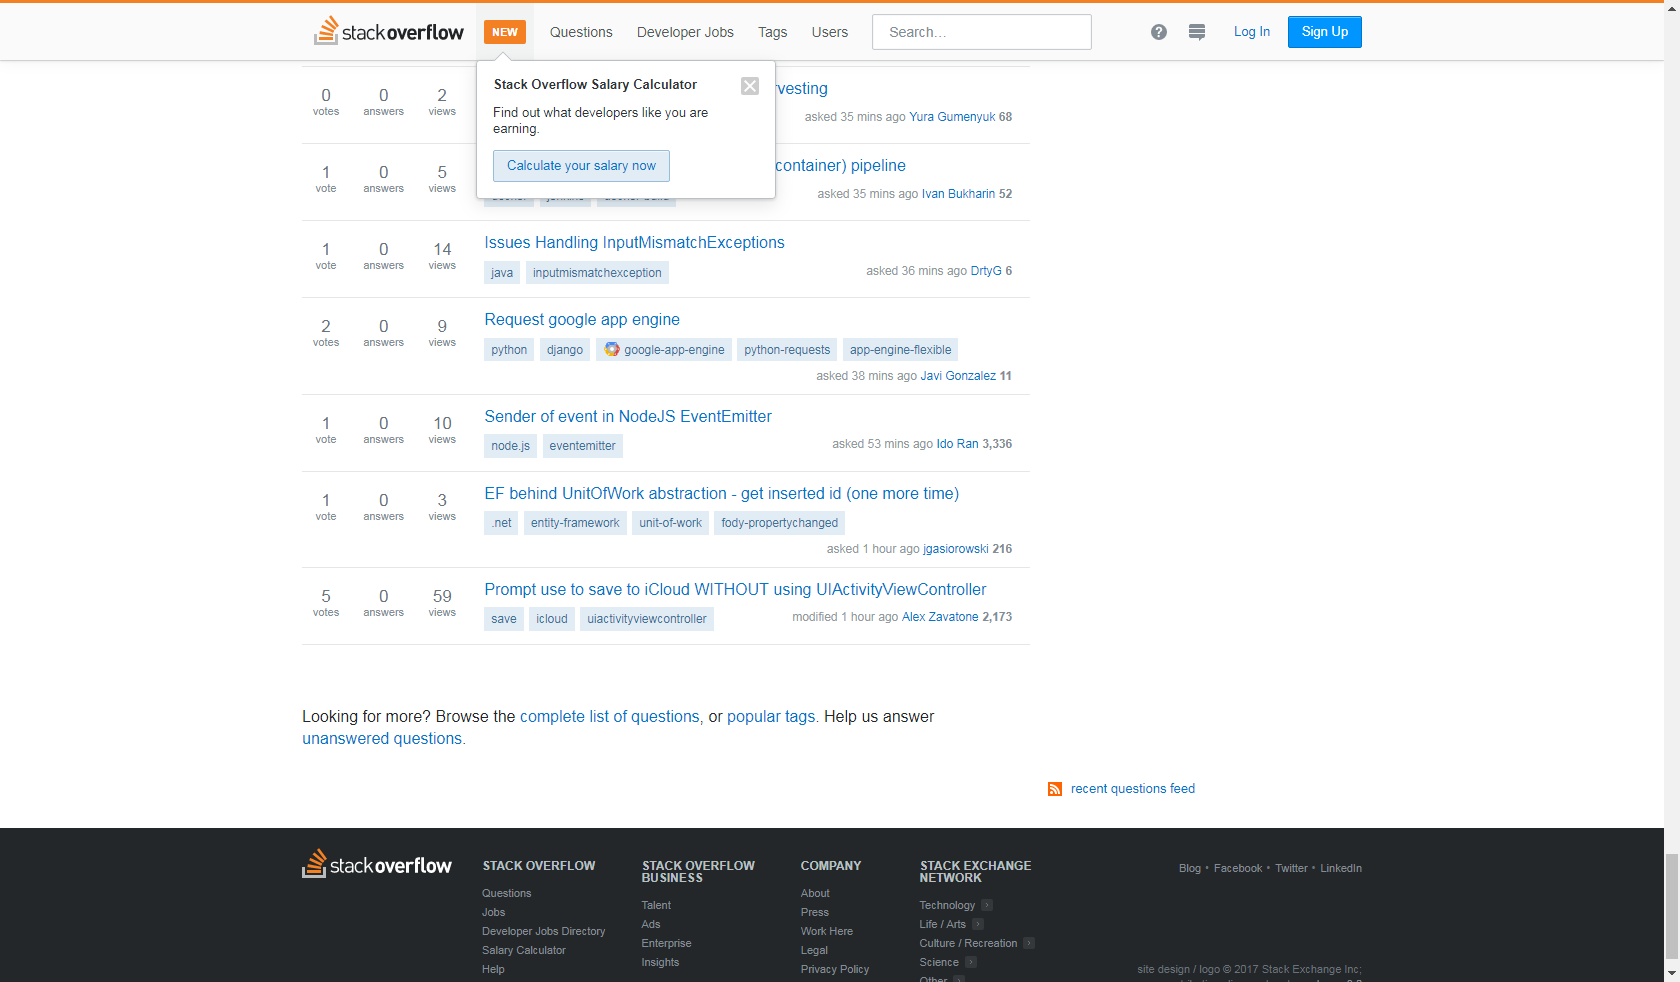 stackoverflow NEW Questions Developer Jobs Tags Users Search... Log In Sign Up
Stack Overflow Salary Calculator
Find out what developers like you are
earning.
Calculate your salary now
0 votes 0 answers 2 views
asked 35 mins ago Yura Gumenyuk 68
1 vote 0 answers 5 views
container) pipeline
asked 35 mins ago Ivan Bukharin 52
1 vote 0 answers 14 views
Issues Handling InputMismatchExceptions
java inputmismatchexception
asked 36 mins ago DrtyG 6
2 votes 0 answers 9 views
Request google app engine
python django google-app-engine python-requests app-engine-flexible
asked 38 mins ago Javi Gonzalez 11
1 vote 0 answers 10 views
Sender of event in NodeJS EventEmitter
node.js eventemitter
asked 53 mins ago Ido Ran 3,336
1 vote 0 answers 3 views
EF behind UnitOfWork abstraction - get inserted id (one more time)
.net entity-framework unit-of-work fody-propertychanged
asked 1 hour ago jgasiorowski 216
5 votes 0 answers 59 views
Prompt use to save to iCloud WITHOUT using UIActivityViewController
save icloud uiactivityviewcontroller
modified 1 hour ago Alex Zavatone 2,173
Looking for more? Browse the complete list of questions, or popular tags. Help us answer
unanswered questions.
recent questions feed
stackoverflow
STACK OVERFLOW
Questions
Jobs
Developer Jobs Directory
Salary Calculator
Help
STACK OVERFLOW
BUSINESS
Talent
Ads
Enterprise
Insights
COMPANY
About
Press
Work Here
Legal
Privacy Policy
STACK EXCHANGE
NETWORK
Technology
Life / Arts
Culture / Recreation
Science
Other
Blog • Facebook • Twitter • LinkedIn
site design / logo © 2017 Stack Exchange Inc;